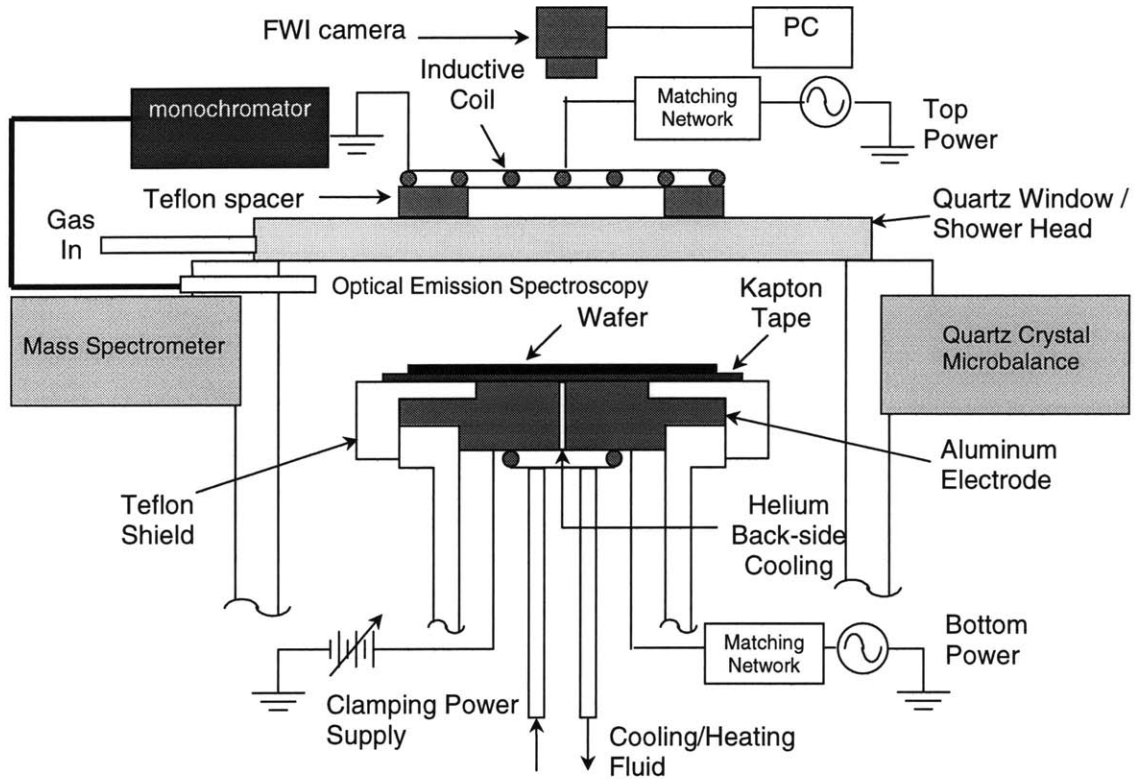 FWI camera
PC
Inductive
Coil
monochromator
Matching
Network
Top
Power
Teflon spacer
Quartz Window /
Shower Head
Gas
In
Optical Emission Spectroscopy
Kapton
Tape
Wafer
Mass Spectrometer
Quartz Crystal
Microbalance
Aluminum
Electrode
Teflon
Shield
Helium
Back-side
Cooling
Bottom
Power
Matching
Network
Clamping Power
Supply
Cooling/Heating
Fluid